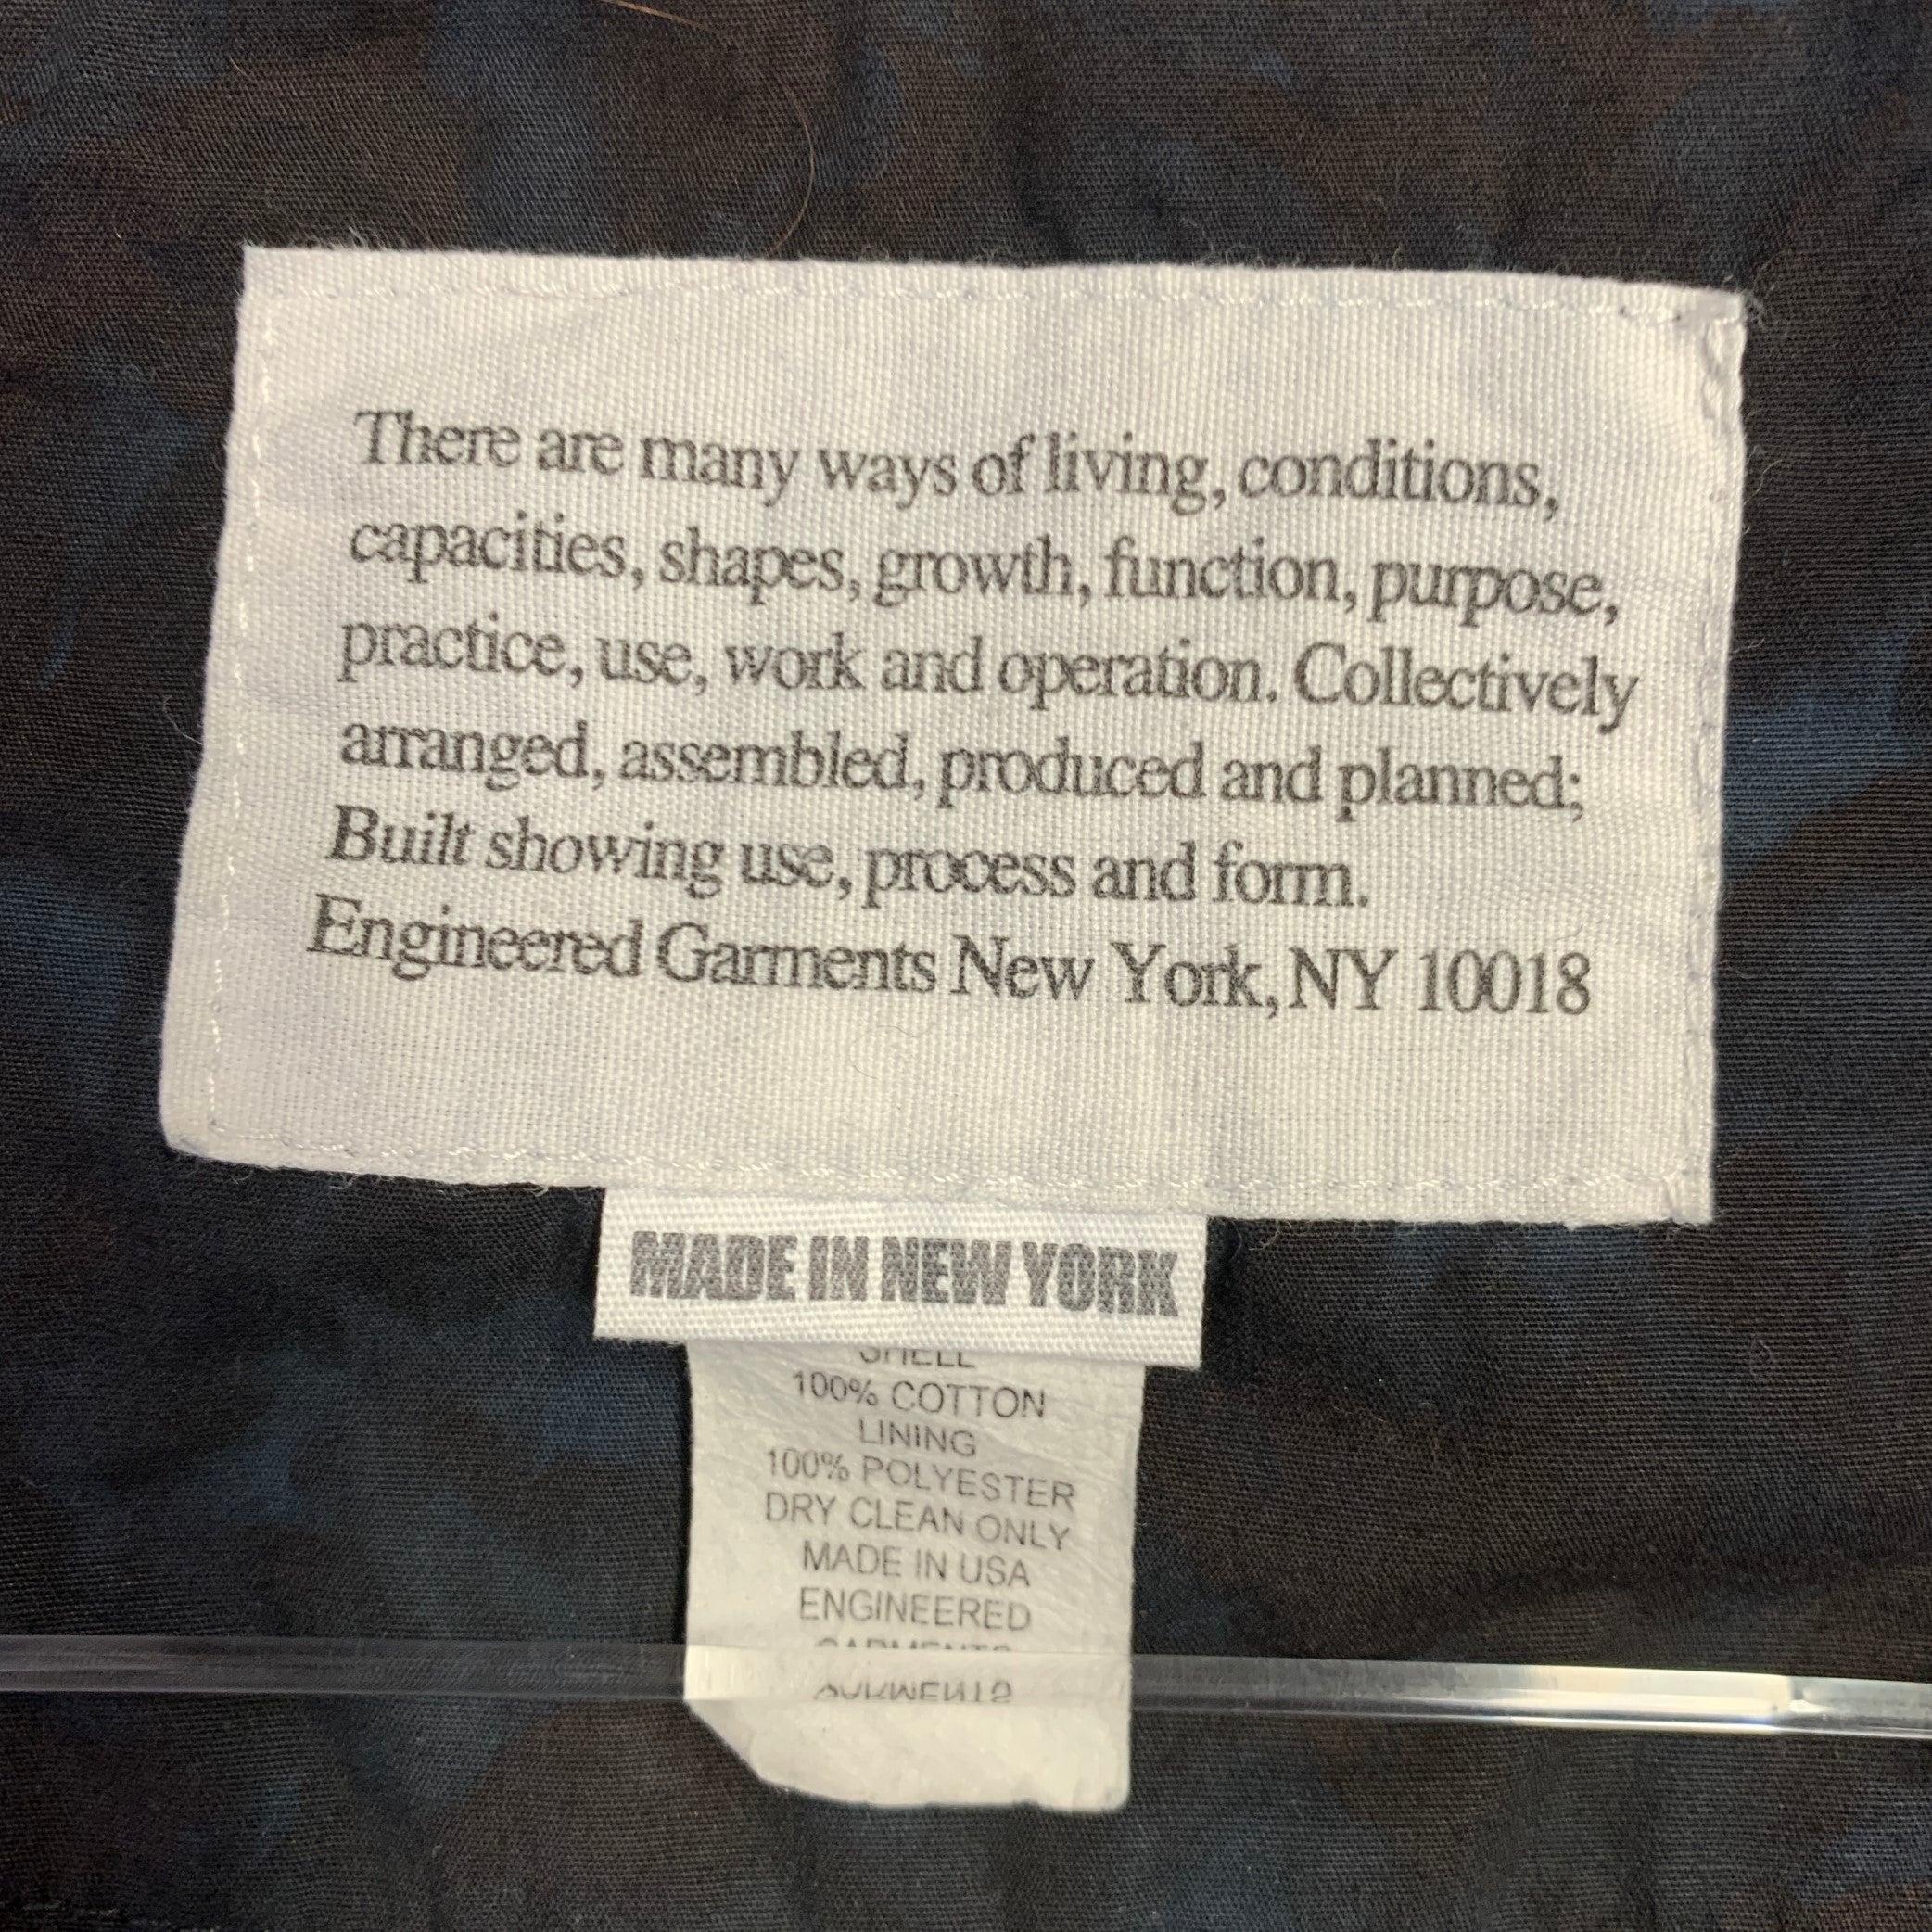 There are many ways of living, conditions,
capacities, shapes, growth, function, purpose,
practice, use, work and operation. Collectively
arranged, assembled, produced and planned;
Built showing use, process and form.
Engineered Garments New York, NY 10018
MADE IN NEW YORK
SHELL
100% COTTON
LINING
100% POLYESTER
DRY CLEAN ONLY
MADE IN USA
ENGINEERED
GARMENTS